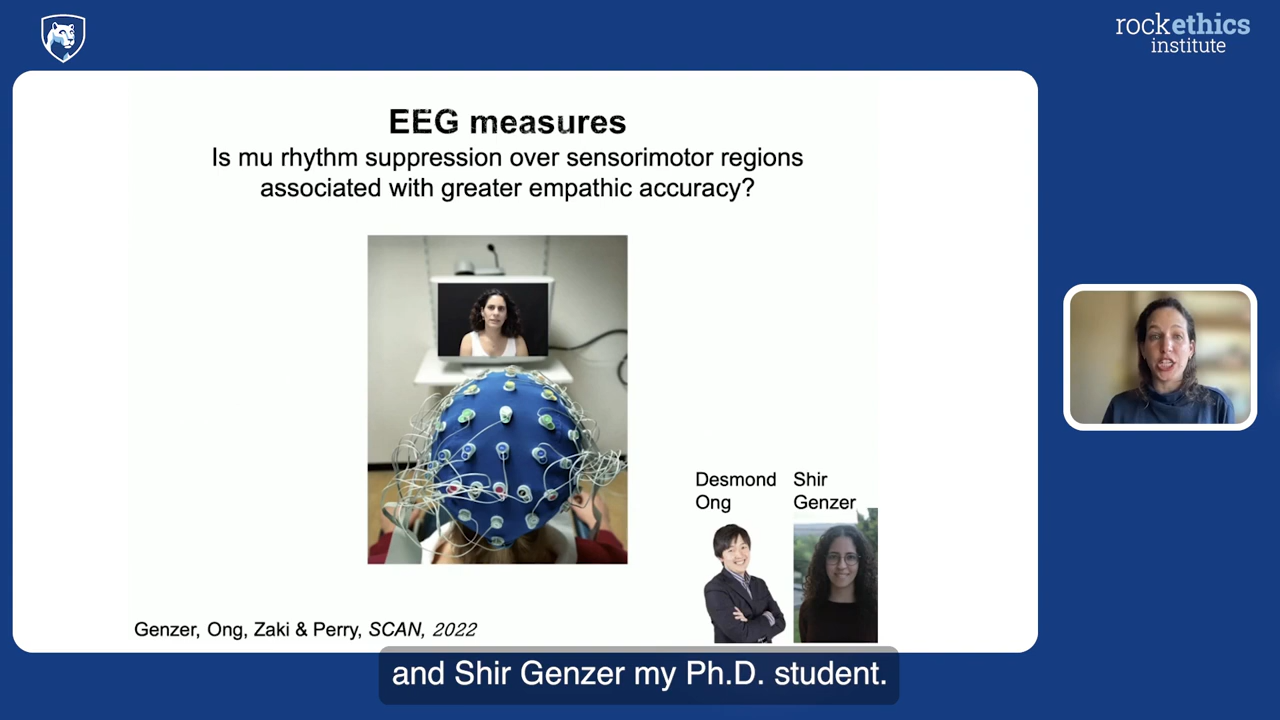 rockethics
institute
EEG measures
Is mu rhythm suppression over sensorimotor regions
associated with greater empathic accuracy?
Desmond
Ong
Shir
Genzer
Genzer, Ong, Zaki & Perry, SCAN, 2022
and Shir Genzer my Ph.D. student.